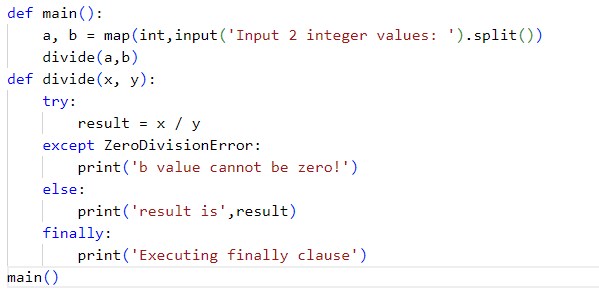 def main():
    a, b = map(int,input('Input 2 integer values: ').split())
    divide(a,b)
def divide(x, y):
    try:
        result = x / y
    except ZeroDivisionError:
        print('b value cannot be zero!')
    else:
        print('result is',result)
    finally:
        print('Executing finally clause')
main()